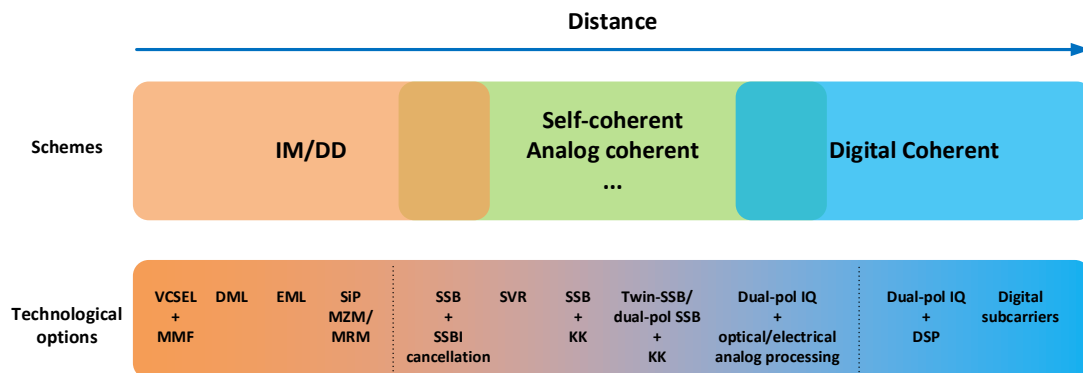 Distance
Schemes
IM/DD
Self-coherent
Analog coherent
...
Digital Coherent
Technological
options
VCSEL
+
MMF
DML
EML
SiP
MZM/
MRM
SSB
+
SSBI
cancellation
SVR
SSB
+
KK
Twin-SSB/
dual-pol SSB
+
KK
Dual-pol IQ
+
optical/electrical
analog processing
Dual-pol IQ
+
DSP
Digital
subcarriers